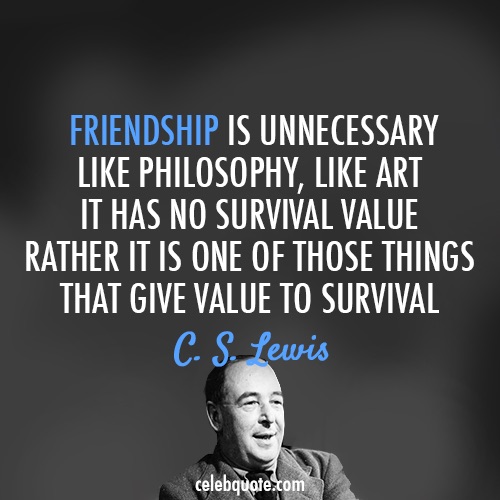 FRIENDSHIP IS UNNECESSARY
LIKE PHILOSOPHY, LIKE ART
IT HAS NO SURVIVAL VALUE
RATHER IT IS ONE OF THOSE THINGS
THAT GIVE VALUE TO SURVIVAL
C. S. Lewis
celebquote.com